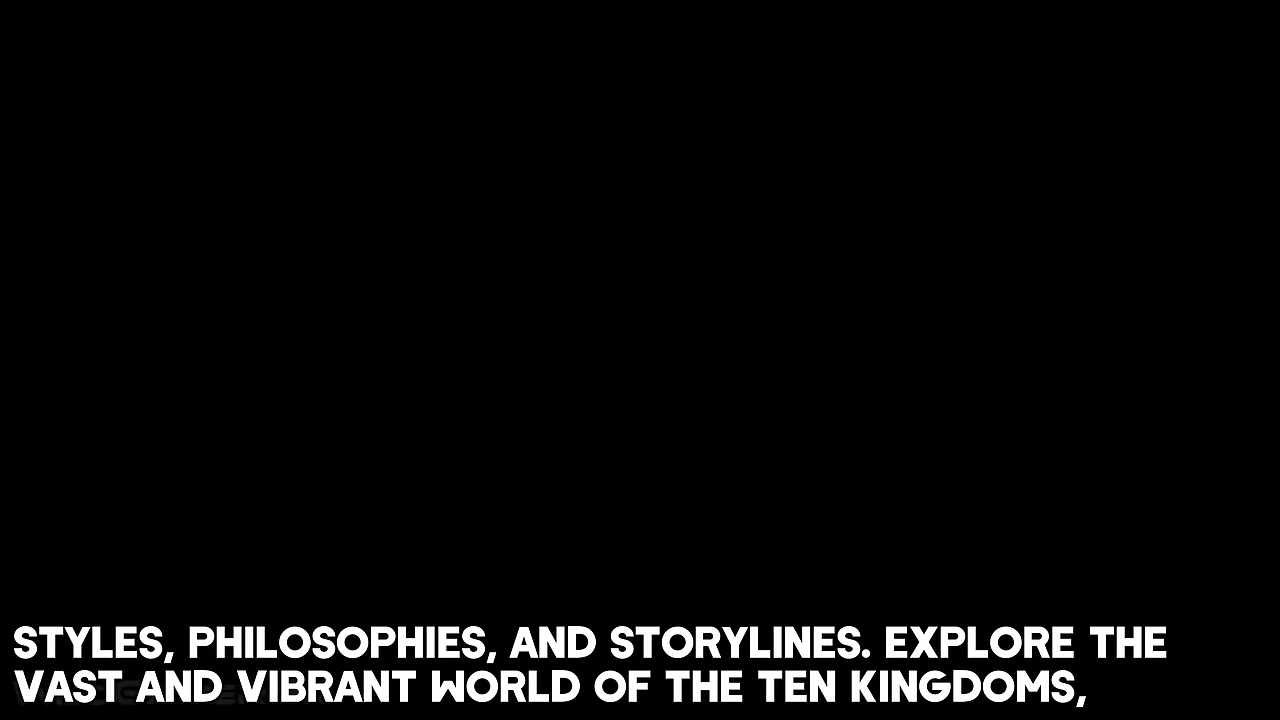 STYLES, PHILOSOPHIES, AND STORYLINES. EXPLORE THE
VAST AND VIBRANT WORLD OF THE TEN KINGDOMS,